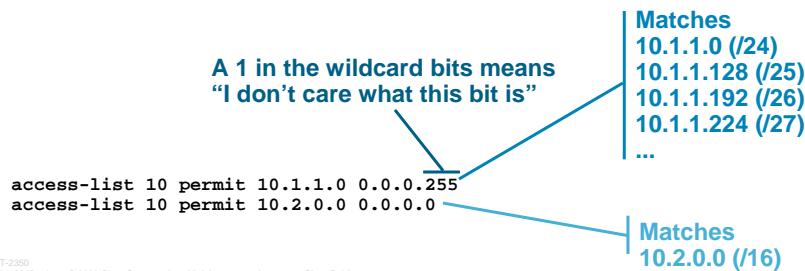 Matches
10.1.1.0 (/24)
10.1.1.128 (/25)
10.1.1.192 (/26)
10.1.1.224 (/27)
...
A 1 in the wildcard bits means
“I don’t care what this bit is”
access-list 10 permit 10.1.1.0 0.0.0.255
access-list 10 permit 10.2.0.0 0.0.0.0
Matches
10.2.0.0 (/16)
T-2350